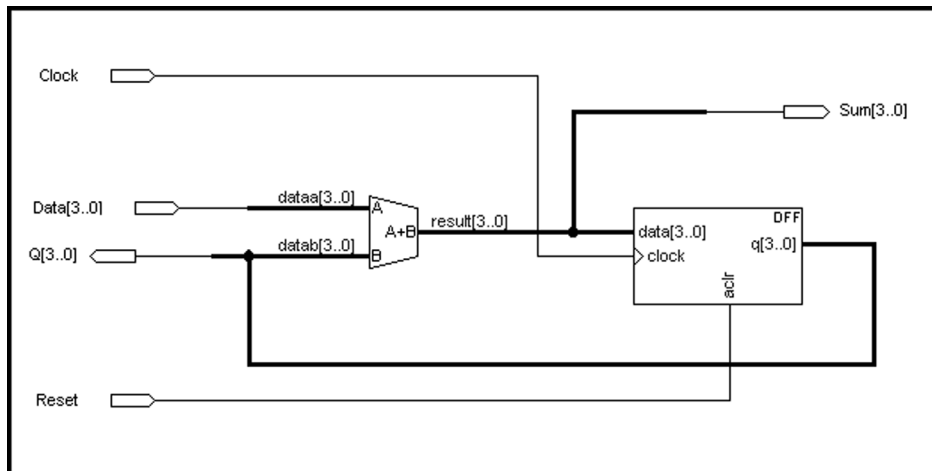 Clock
Sum[3..0]
Data[3..0]
dataa[3..0]
A
A+B
result[3..0]
DFF
data[3..0]
q[3..0]
Q[3..0]
datab[3..0]
B
clock
aclr
Reset